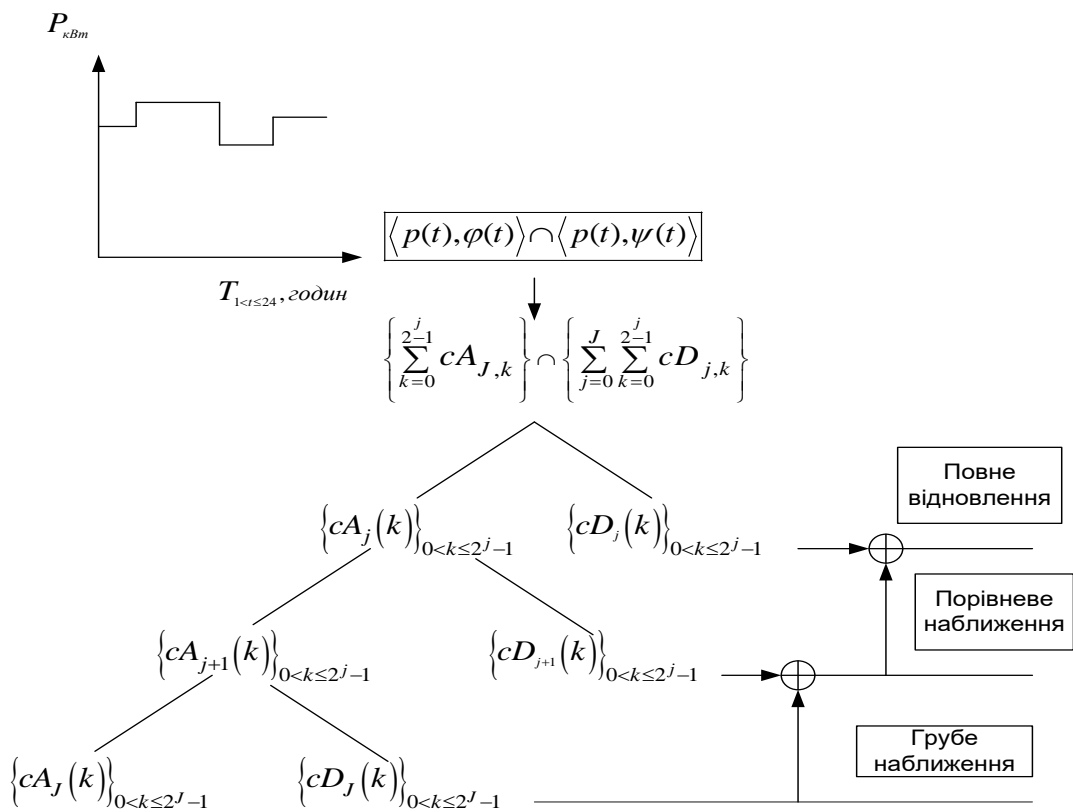 P кВт
⟨p(t),φ(t)⟩∩⟨p(t),ψ(t)⟩
T 1<t≤24, годин
{∑_{k=0}^{2^j−1} cA_{J,k}} ∩ {∑_{j=0}^{J} ∑_{k=0}^{2^j−1} cD_{j,k}}
Повне
відновлення
{cA_j(k)}_{0<k≤2^j−1} {cD_j(k)}_{0<k≤2^j−1}
Порівневе
наближення
{cA_{j+1}(k)}_{0<k≤2^j−1} {cD_{j+1}(k)}_{0<k≤2^j−1}
Грубе
наближення
{cA_J(k)}_{0<k≤2^J−1} {cD_J(k)}_{0<k≤2^J−1}